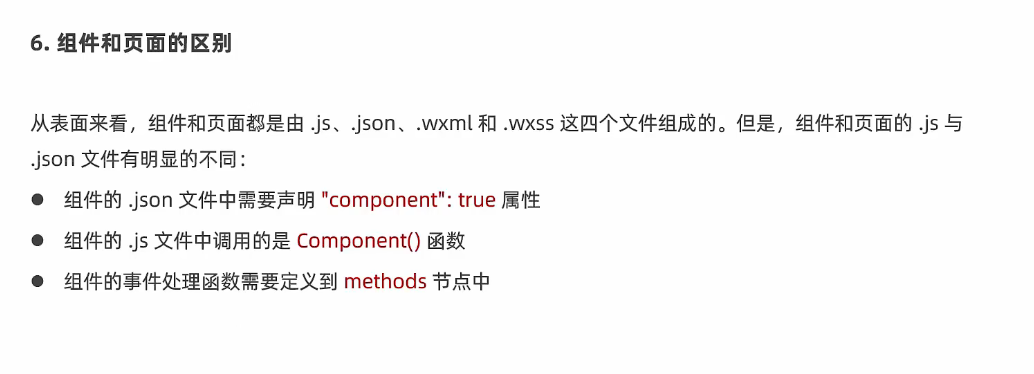 6. 组件和页面的区别
从表面来看，组件和页面都是由 .js、.json、.wxml 和 .wxss 这四个文件组成的。但是，组件和页面的 .js 与
.json 文件有明显的不同：
● 组件的 .json 文件中需要声明 "component": true 属性
● 组件的 .js 文件中调用的是 Component() 函数
● 组件的事件处理函数需要定义到 methods 节点中